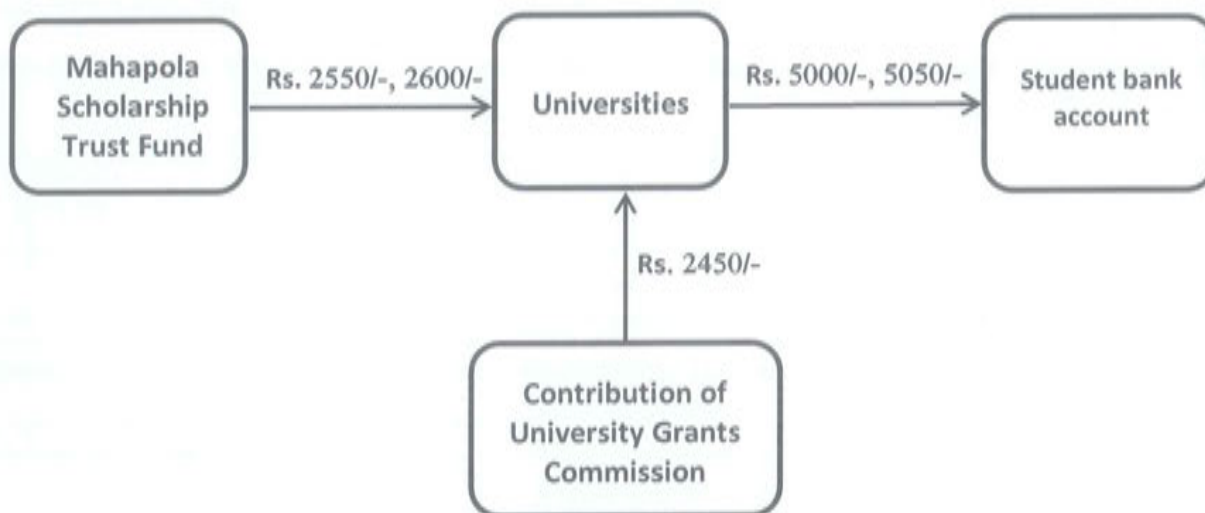 Mahapola
Scholarship
Trust Fund
Rs. 2550/-, 2600/-
Universities
Rs. 5000/-, 5050/-
Student bank
account
Rs. 2450/-
Contribution of
University Grants
Commission